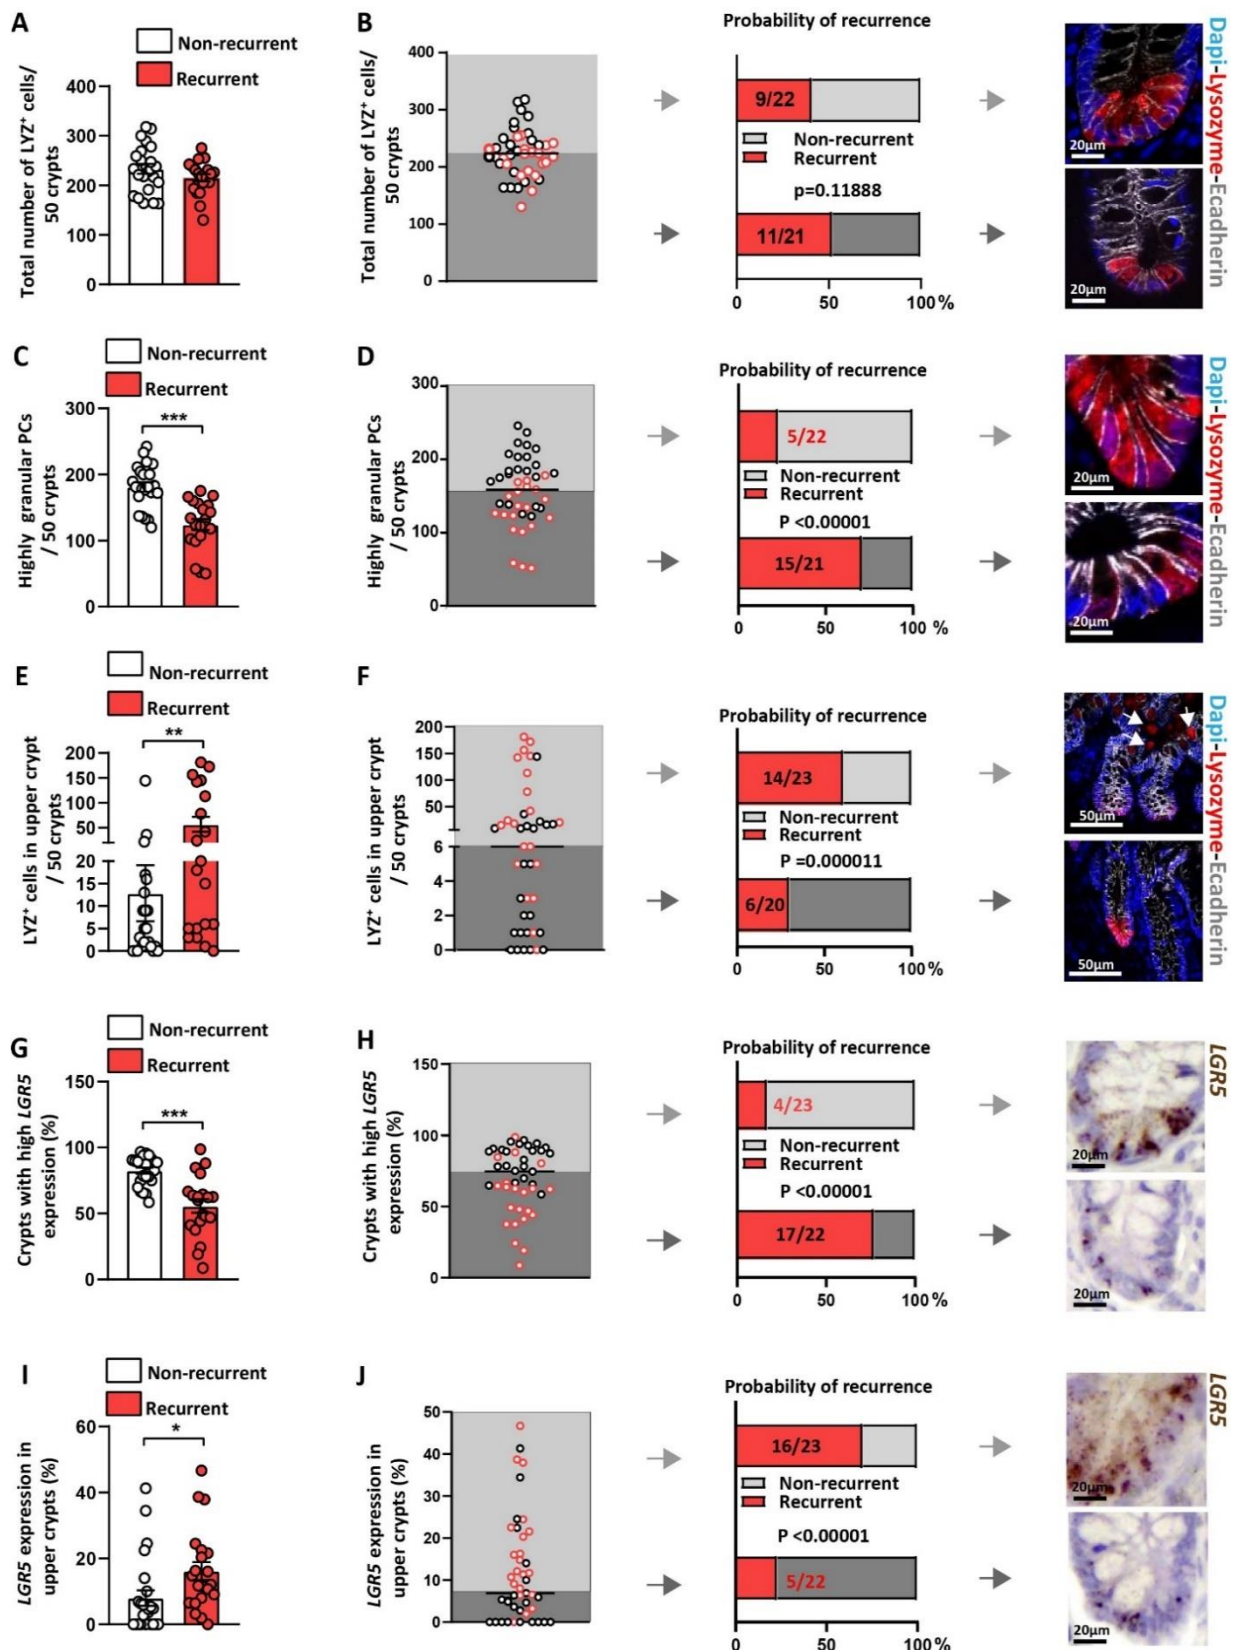 A
Non-recurrent
Recurrent
Total number of LYZ⁺ cells/
50 crypts
400
300
200
100
0
B
Total number of LYZ⁺ cells/
50 crypts
400
300
200
100
0
Probability of recurrence
9/22
Non-recurrent
Recurrent
p=0.11888
11/21
0 50 100 %
20µm
20µm
Dapi-Lysozyme-Ecadherin
C
Non-recurrent
Recurrent
Highly granular PCs
/ 50 crypts
300
200
100
0
***
D
Highly granular PCs
/ 50 crypts
300
200
100
0
Probability of recurrence
5/22
Non-recurrent
Recurrent
P <0.00001
15/21
0 50 100 %
20µm
20µm
Dapi-Lysozyme-Ecadherin
E
Non-recurrent
Recurrent
LYZ⁺ cells in upper crypt
/ 50 crypts
200
150
100
50
20
15
10
5
0
**
F
LYZ⁺ cells in upper crypt
/ 50 crypts
200
150
100
50
6
4
2
0
Probability of recurrence
14/23
Non-recurrent
Recurrent
P =0.000011
6/20
0 50 100 %
50µm
50µm
Dapi-Lysozyme-Ecadherin
G
Non-recurrent
Recurrent
Crypts with high LGR5
expression (%)
150
100
50
0
***
H
Crypts with high LGR5
expression (%)
150
100
50
0
Probability of recurrence
4/23
Non-recurrent
Recurrent
P <0.00001
17/22
0 50 100 %
20µm
20µm
LGR5
I
Non-recurrent
Recurrent
LGR5 expression in
upper crypts (%)
60
40
20
0
*
J
LGR5 expression in
upper crypts (%)
50
40
30
20
10
0
Probability of recurrence
16/23
Non-recurrent
Recurrent
P <0.00001
5/22
0 50 100 %
20µm
20µm
LGR5